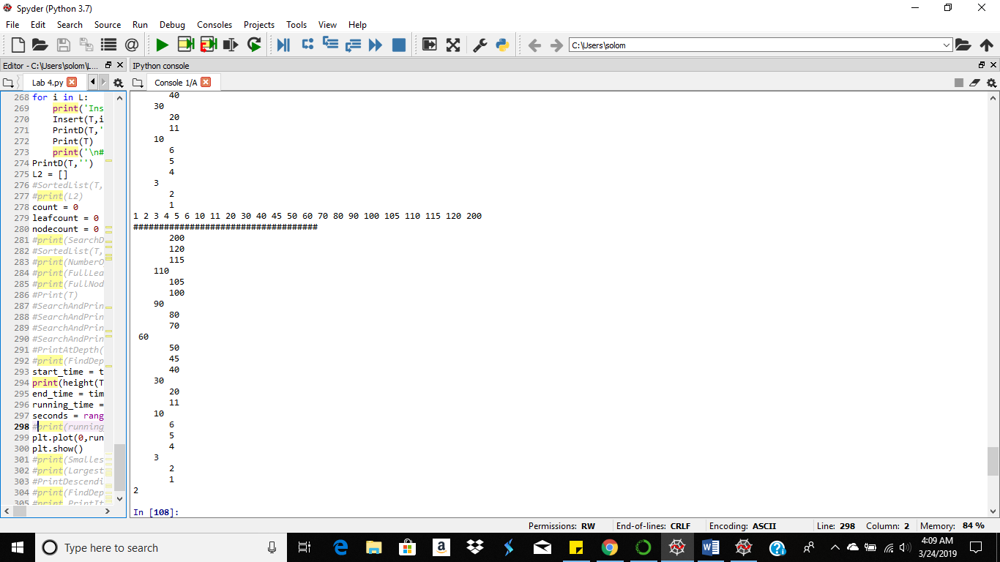 Spyder (Python 3.7)
File Edit Search Source Run Debug Consoles Projects Tools View Help
C:\Users\solom
Editor - C:\Users\solom\L...
IPython console
Lab 4.py
Console 1/A
268 for i in L:
269 print('Ins
270 Insert(T,i
271 PrintD(T,'
272 Print(T)
273 print('\n#
274 PrintD(T,'')
275 L2 = []
276 #SortedList(T,
277 #print(L2)
278 count = 0
279 leafcount = 0
280 nodecount = 0
281 #print(SearchD
282 #SortedList(T,
283 #print(NumberO
284 #print(FullLea
285 #print(FullNod
286 #Print(T)
287 #SearchAndPrin
288 #SearchAndPrin
289 #SearchAndPrin
290 #SearchAndPrin
291 #PrintAtDepth(
292 #print(FindDep
293 start_time = t
294 print(height(T
295 end_time = tim
296 running_time =
297 seconds = rang
298 #print(running
299 plt.plot(0,run
300 plt.show()
301 #print(Smalles
302 #print(Largest
303 #PrintDescendi
304 #print(FindDep
305 #print PrintIt
40
30
20
11
10
6
5
4
3
2
1
1 2 3 4 5 6 10 11 20 30 40 45 50 60 70 80 90 100 105 110 115 120 200
####################################
200
120
115
110
105
100
90
80
70
60
50
45
40
30
20
11
10
6
5
4
3
2
1
2
In [108]:
Permissions: RW End-of-lines: CRLF Encoding: ASCII Line: 298 Column: 2 Memory: 84 %
Type here to search
4:09 AM
3/24/2019